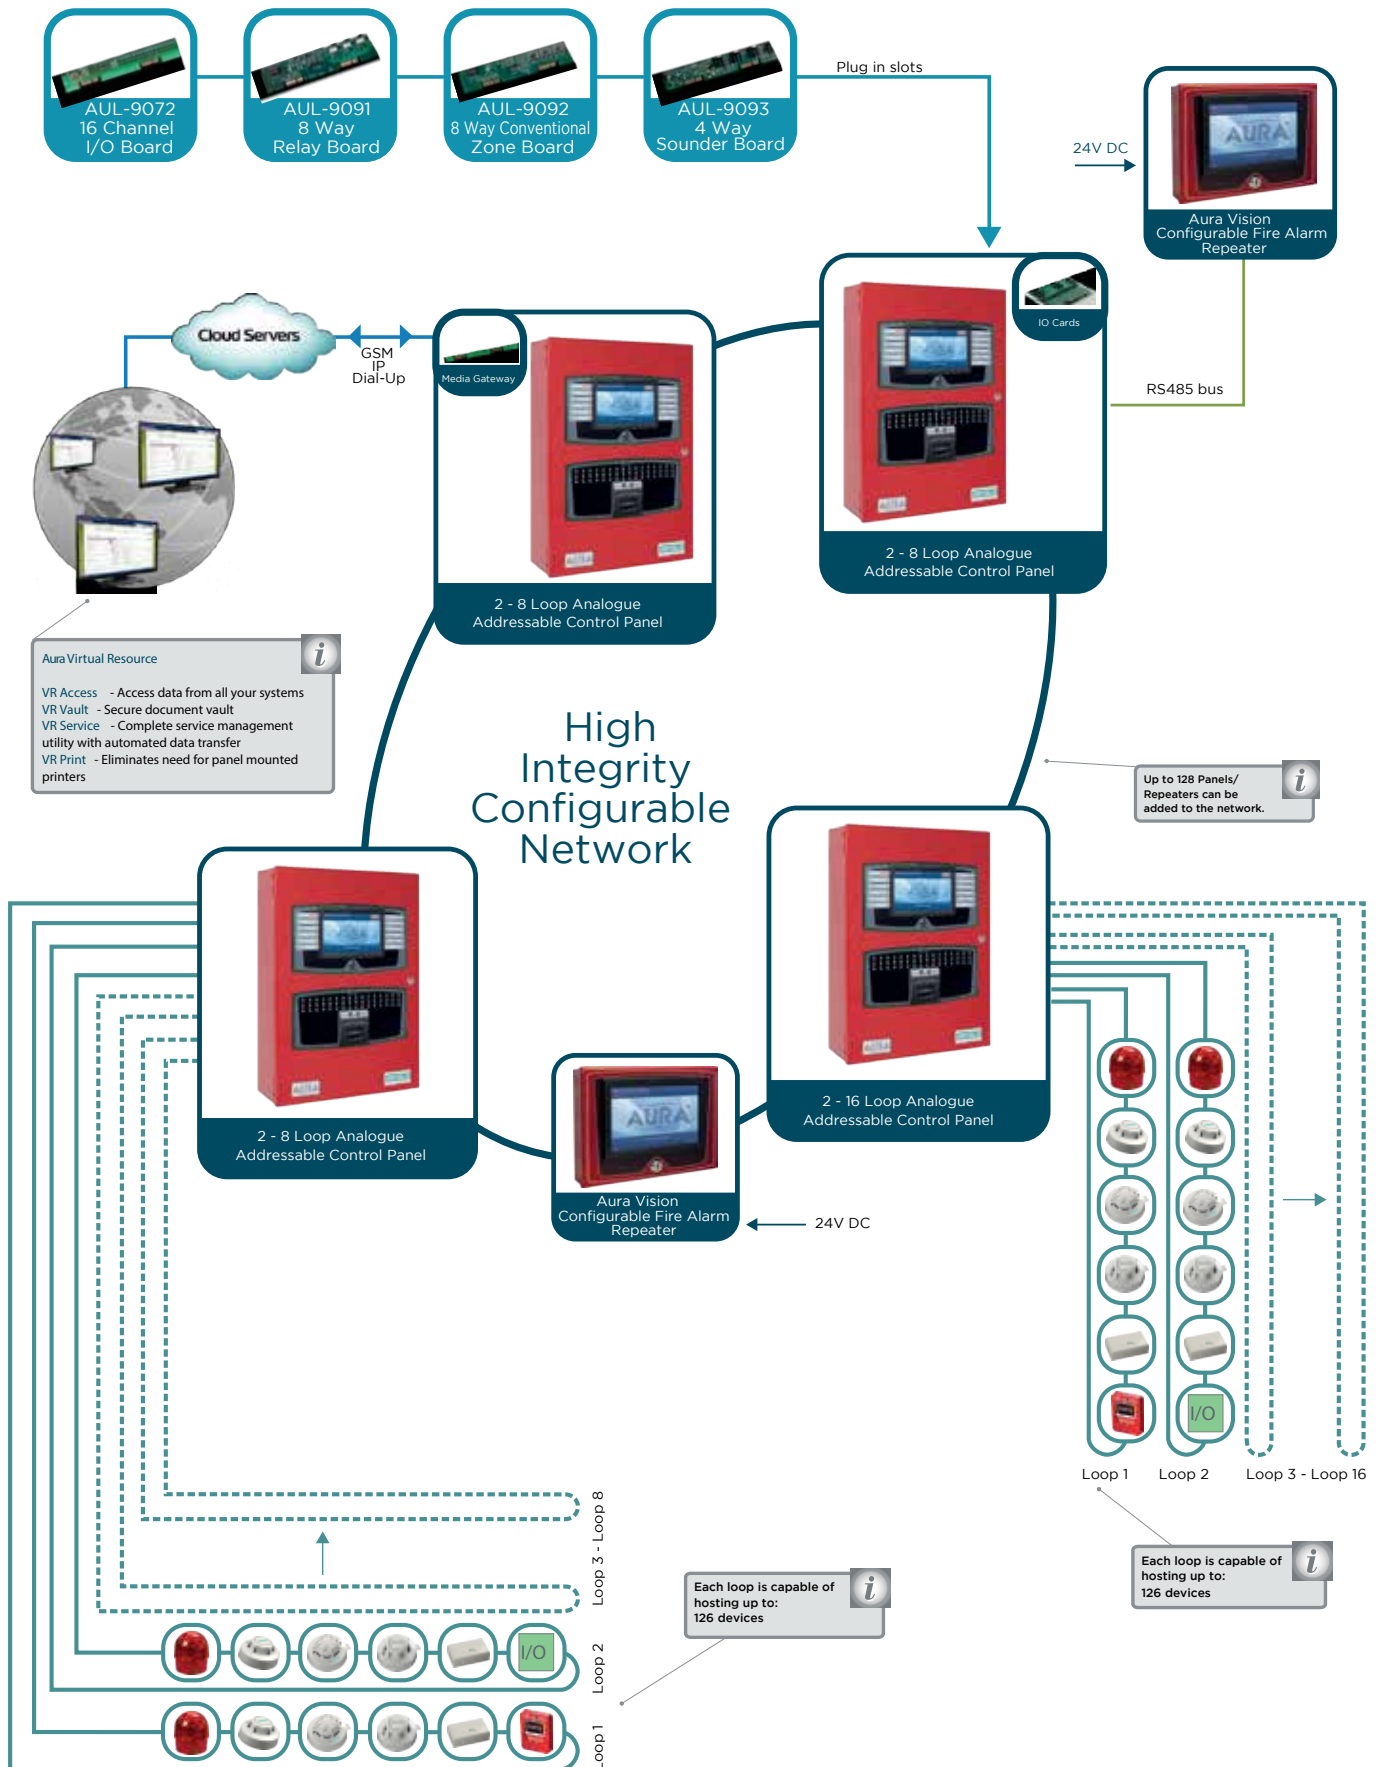 AUL-9072
16 Channel
I/O Board
AUL-9091
8 Way
Relay Board
AUL-9092
8 Way Conventional
Zone Board
AUL-9093
4 Way
Sounder Board
Plug in slots
24V DC
AURA
Aura Vision
Configurable Fire Alarm
Repeater
Cloud Servers
GSM
IP
Dial-Up
Media Gateway
IO Cards
RS485 bus
2 - 8 Loop Analogue
Addressable Control Panel
2 - 8 Loop Analogue
Addressable Control Panel
Aura Virtual Resource
VR Access - Access data from all your systems
VR Vault - Secure document vault
VR Service - Complete service management
utility with automated data transfer
VR Print - Eliminates need for panel mounted
printers
i
High
Integrity
Configurable
Network
Up to 128 Panels/
Repeaters can be
added to the network.
i
2 - 8 Loop Analogue
Addressable Control Panel
2 - 16 Loop Analogue
Addressable Control Panel
AURA
Aura Vision
Configurable Fire Alarm
Repeater
24V DC
I/O
Loop 1
Loop 2
Loop 3 - Loop 16
Each loop is capable of
hosting up to:
126 devices
i
Loop 3 - Loop 8
Each loop is capable of
hosting up to:
126 devices
i
I/O
Loop 2
Loop 1